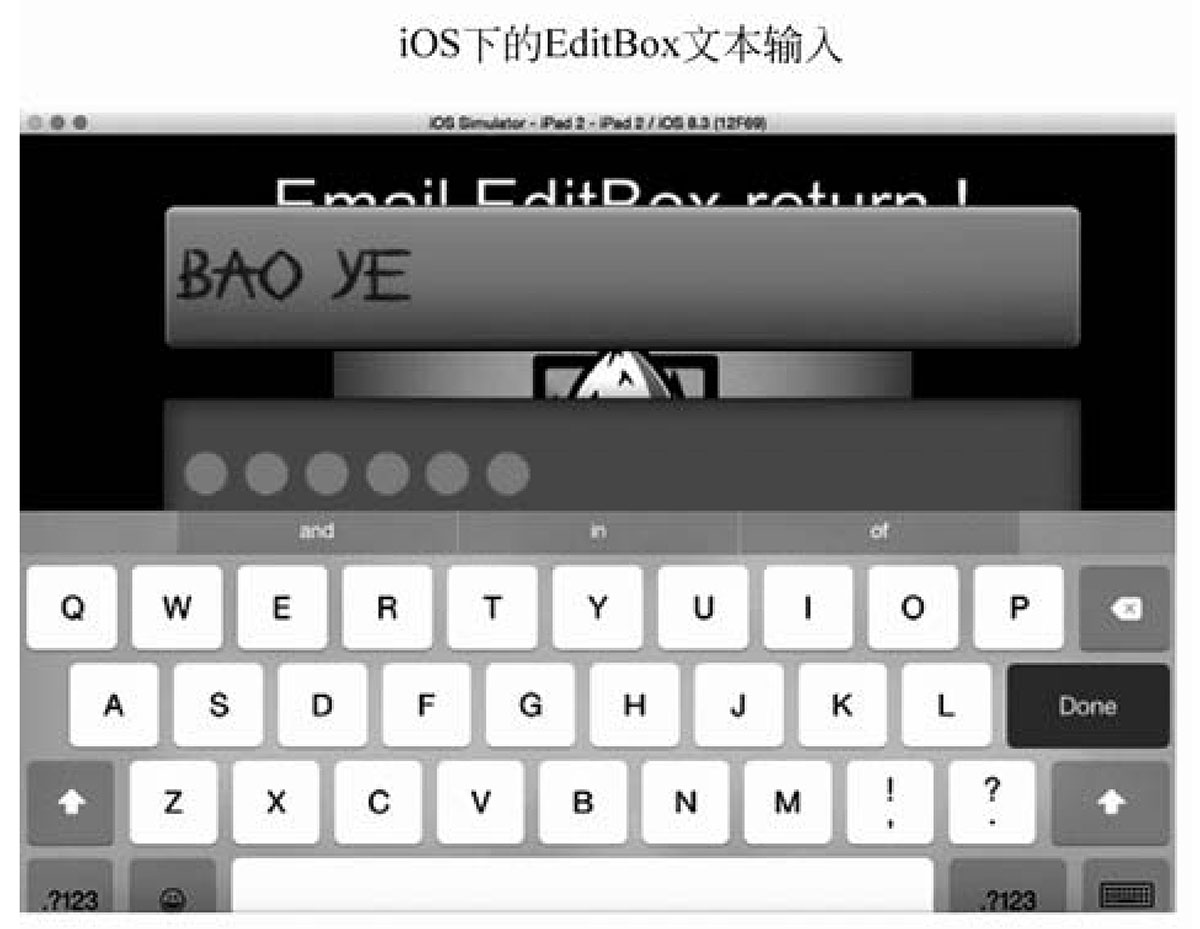 iOS下的EditBox文本输入
iOS Simulator - iPad 2 - iPad 2 / iOS 8.3 (12F69)
Email EditBox return !
BAO YE
and in of
Q W E R T Y U I O P
A S D F G H J K L Done
Z X C V B N M ! , ? .
.?123 .?123